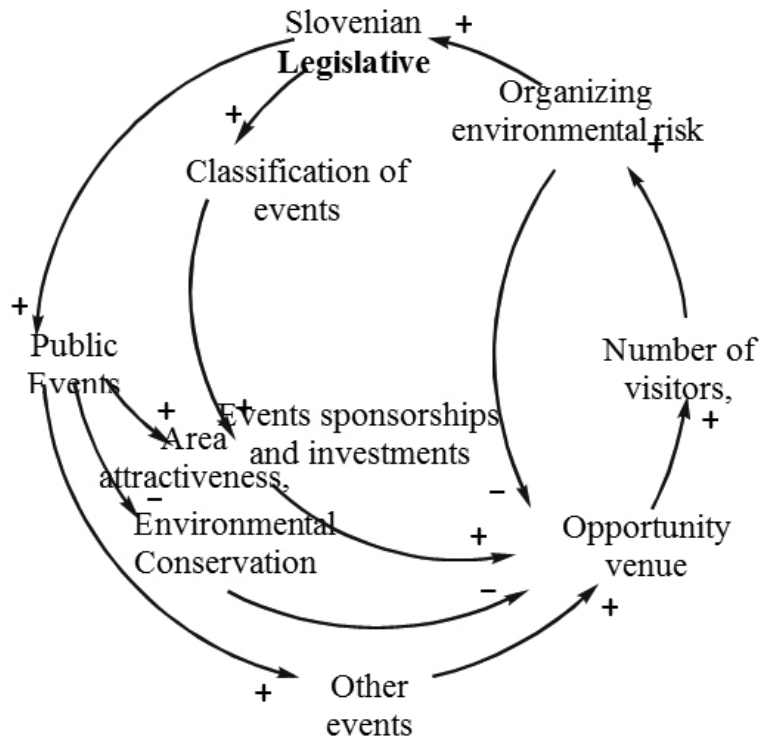 Slovenian
Legislative
+
Organizing
environmental risk
+
+
Classification of
events
+
Public
Events
Number of
visitors,
+
+
+
Events sponsorships
and investments
Area
attractiveness,
−
−
Environmental
Conservation
+
Opportunity
venue
−
+
+
Other
events